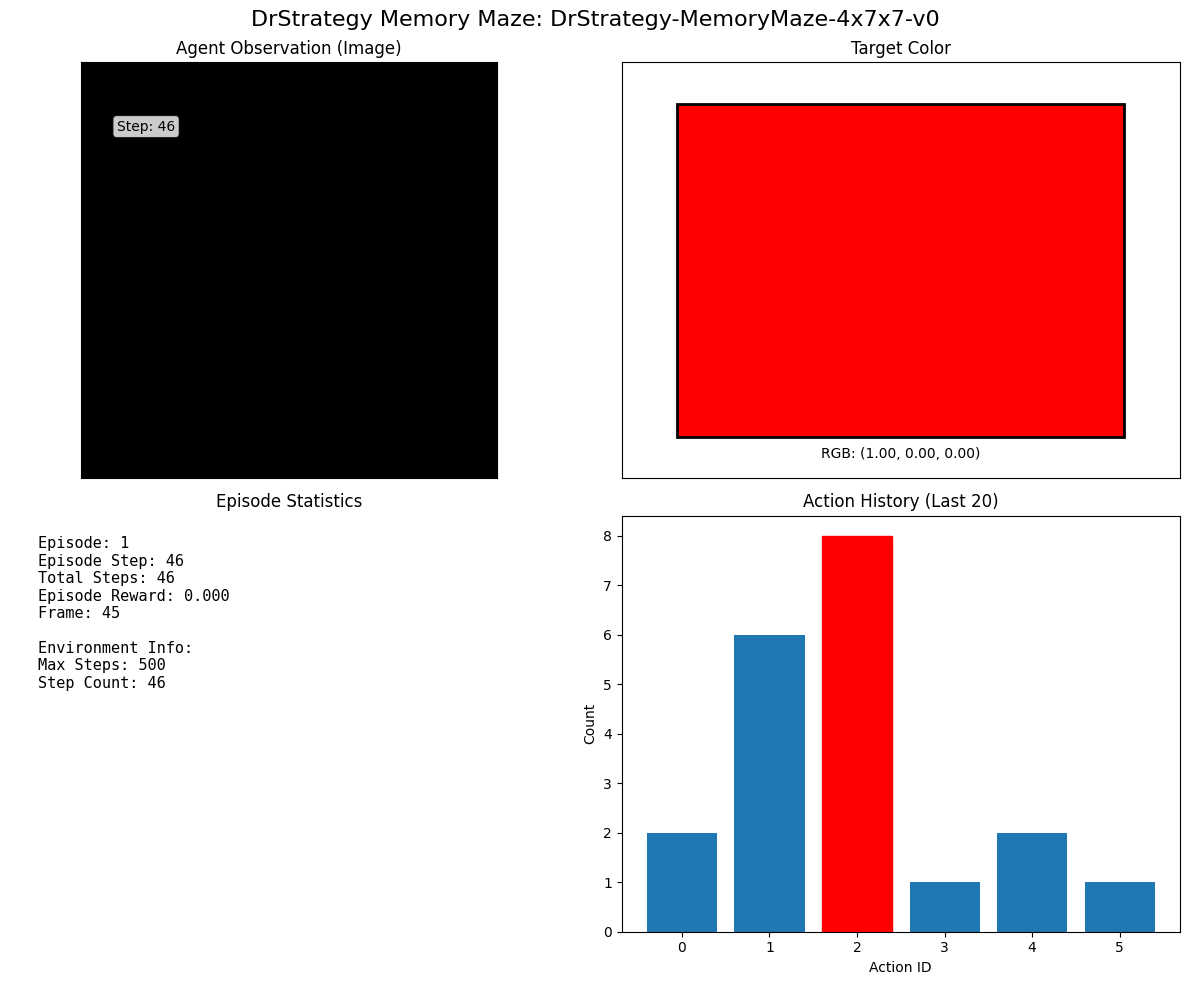 DrStrategy Memory Maze: DrStrategy-MemoryMaze-4x7x7-v0
Agent Observation (Image)
Step: 46
Target Color
RGB: (1.00, 0.00, 0.00)
Episode Statistics
Episode: 1
Episode Step: 46
Total Steps: 46
Episode Reward: 0.000
Frame: 45
Environment Info:
Max Steps: 500
Step Count: 46
Action History (Last 20)
8
7
6
5
4
3
2
1
0
Count
0 1 2 3 4 5
Action ID